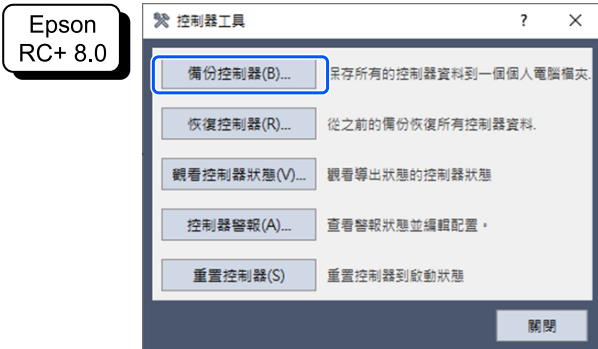 Epson
RC+ 8.0
控制器工具
備份控制器(B)...
保存所有的控制器資料到一個個人電腦檔夾.
恢復控制器(R)...
從之前的備份恢復所有控制器資料.
觀看控制器狀態(V)...
觀看導出狀態的控制器狀態
控制器警報(A)...
查看警報狀態並編輯配置。
重置控制器(S)
重置控制器到啟動狀態
關閉